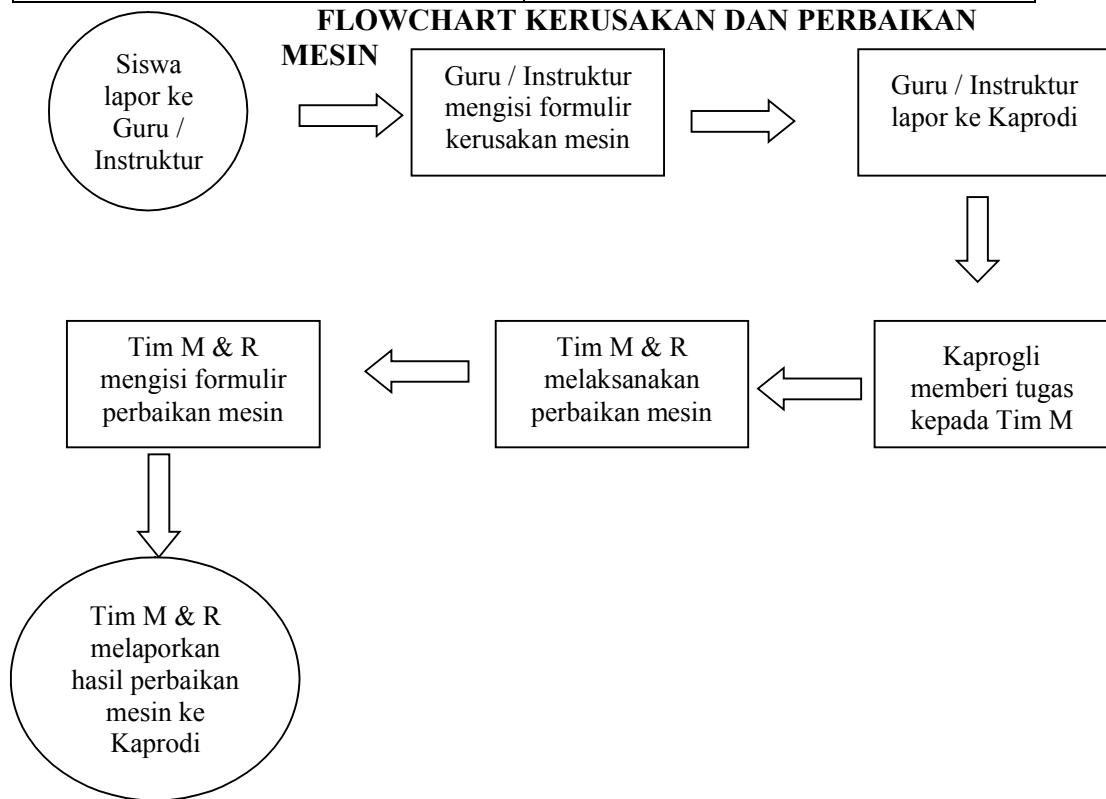 FLOWCHART KERUSAKAN DAN PERBAIKAN
MESIN
Siswa
lapor ke
Guru /
Instruktur
Guru / Instruktur
mengisi formulir
kerusakan mesin
Guru / Instruktur
lapor ke Kaprodi
Kaprogli
memberi tugas
kepada Tim M
Tim M & R
melaksanakan
perbaikan mesin
Tim M & R
mengisi formulir
perbaikan mesin
Tim M & R
melaporkan
hasil perbaikan
mesin ke
Kaprodi